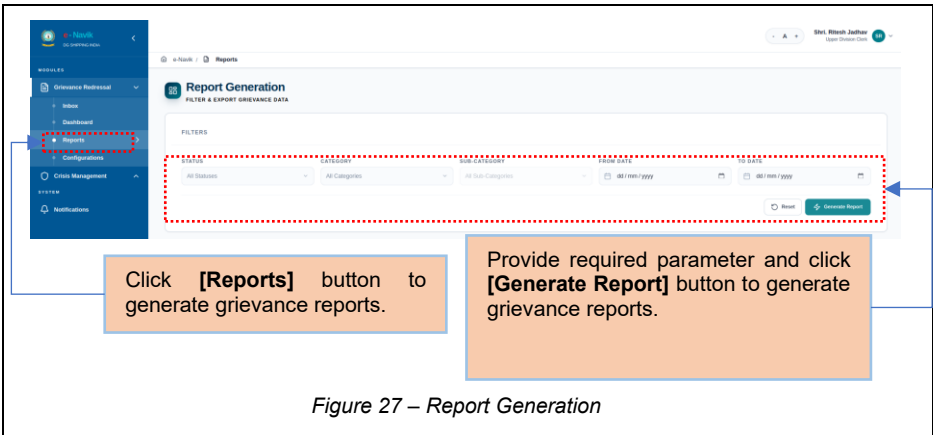 e-Navik
DG SHIPPING INDIA
- A +
Shri. Ritesh Jadhav
Upper Division Clerk
SR
e-Navik / Reports
MODULES
Grievance Redressal
Inbox
Dashboard
Reports
Configurations
Crisis Management
SYSTEM
Notifications
Report Generation
FILTER & EXPORT GRIEVANCE DATA
FILTERS
STATUS CATEGORY SUB-CATEGORY FROM DATE TO DATE
All Statuses All Categories All Sub-Categories dd / mm / yyyy dd / mm / yyyy
Reset Generate Report
Click [Reports] button to
generate grievance reports.
Provide required parameter and click
[Generate Report] button to generate
grievance reports.
Figure 27 – Report Generation